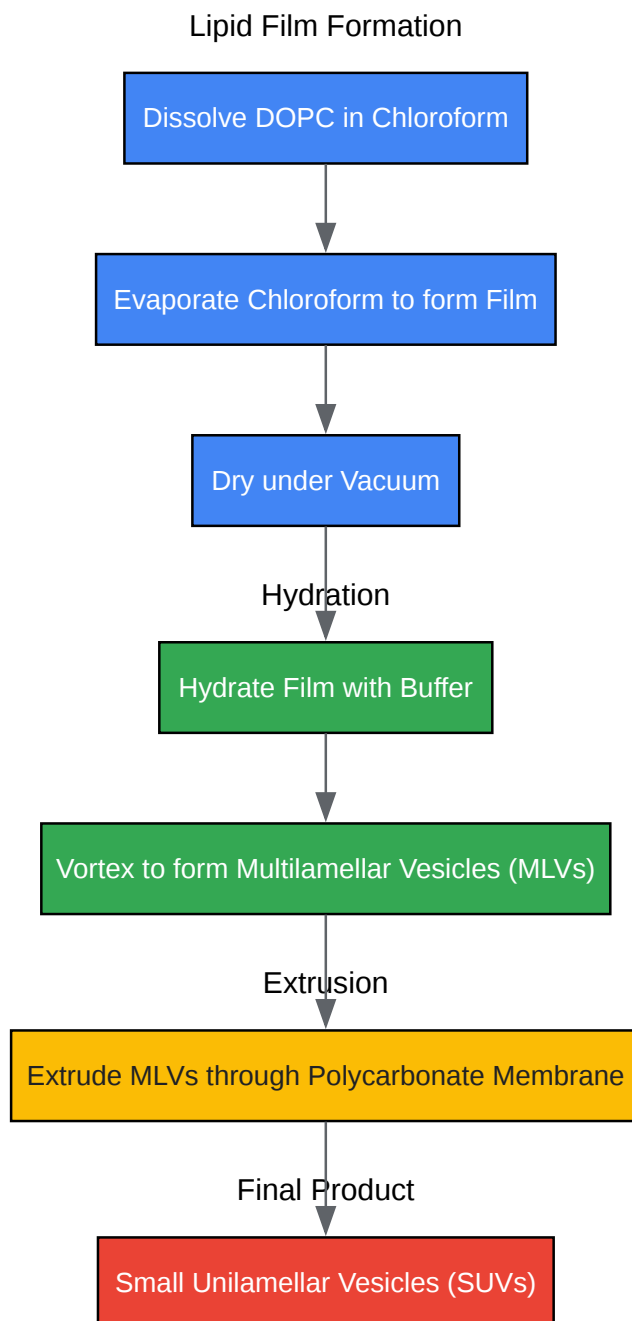 Lipid Film Formation
Dissolve DOPC in Chloroform
Evaporate Chloroform to form Film
Dry under Vacuum
Hydration
Hydrate Film with Buffer
Vortex to form Multilamellar Vesicles (MLVs)
Extrusion
Extrude MLVs through Polycarbonate Membrane
Final Product
Small Unilamellar Vesicles (SUVs)